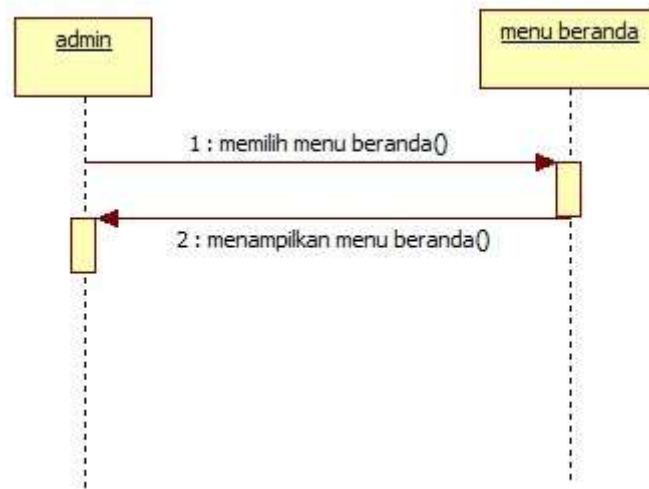 admin
menu beranda
1 : memilih menu beranda()
2 : menampilkan menu beranda()